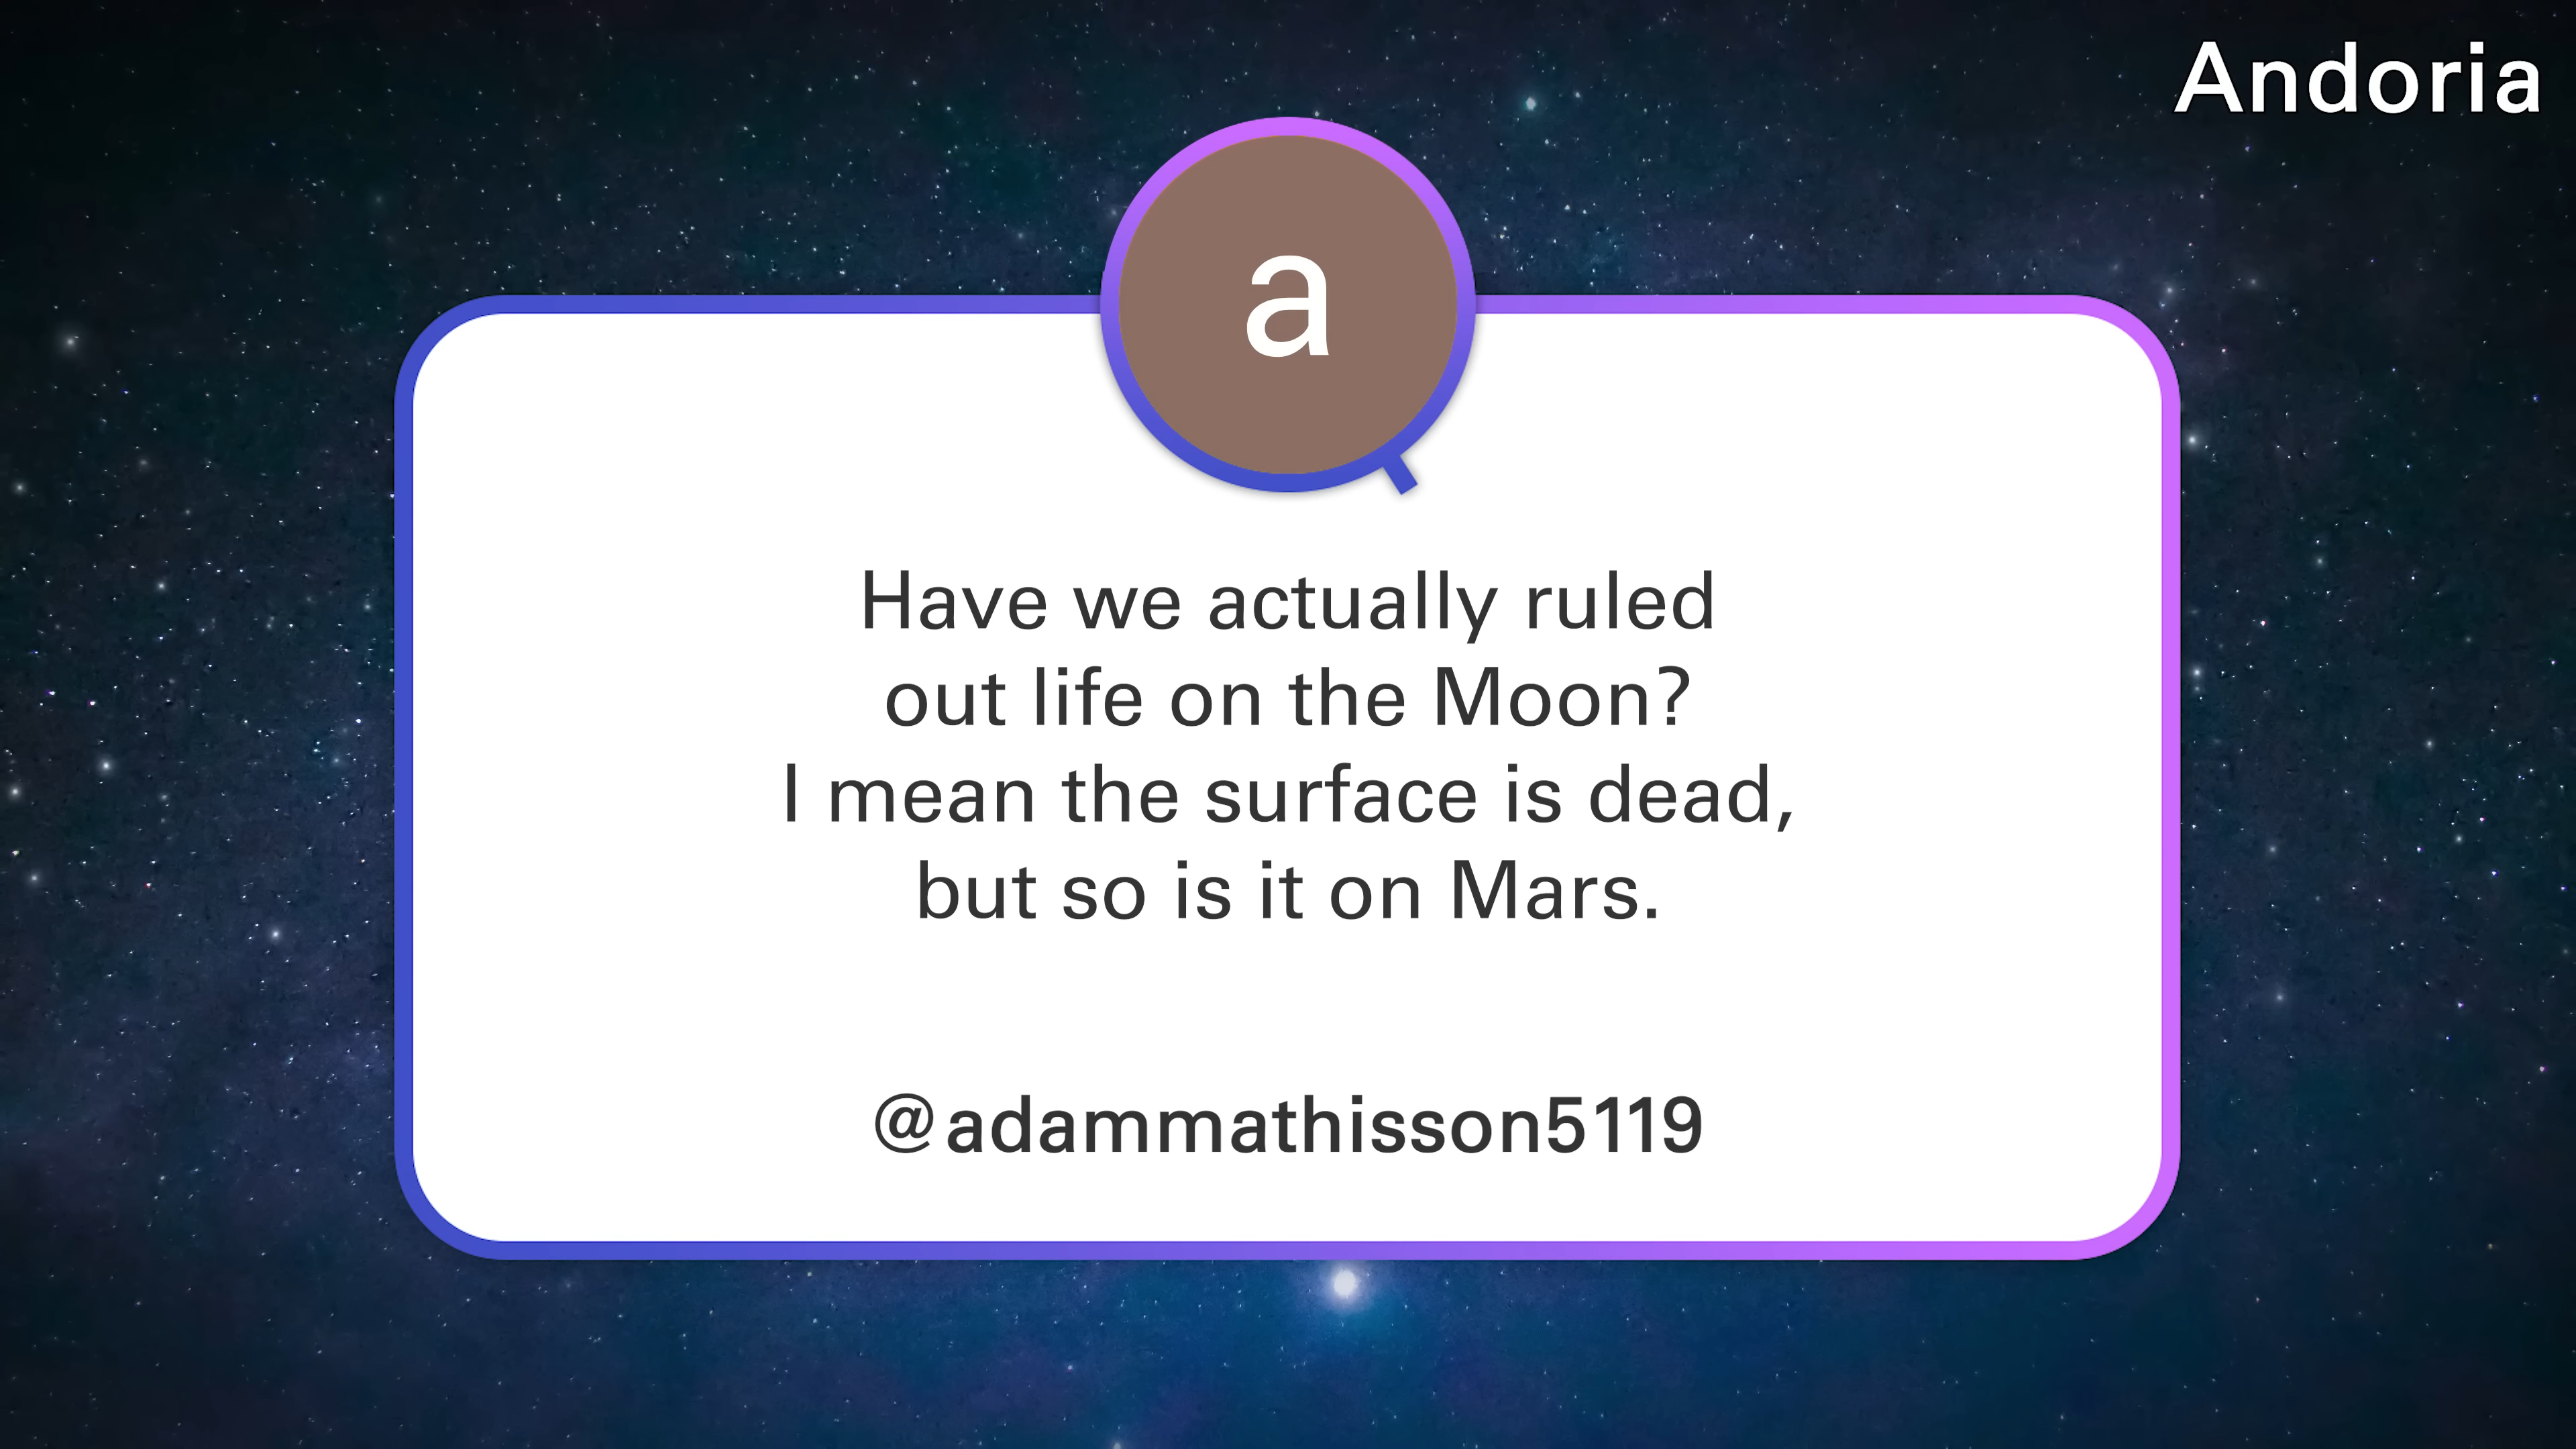 Andoria
a
Have we actually ruled
out life on the Moon?
I mean the surface is dead,
but so is it on Mars.
@adammathisson5119